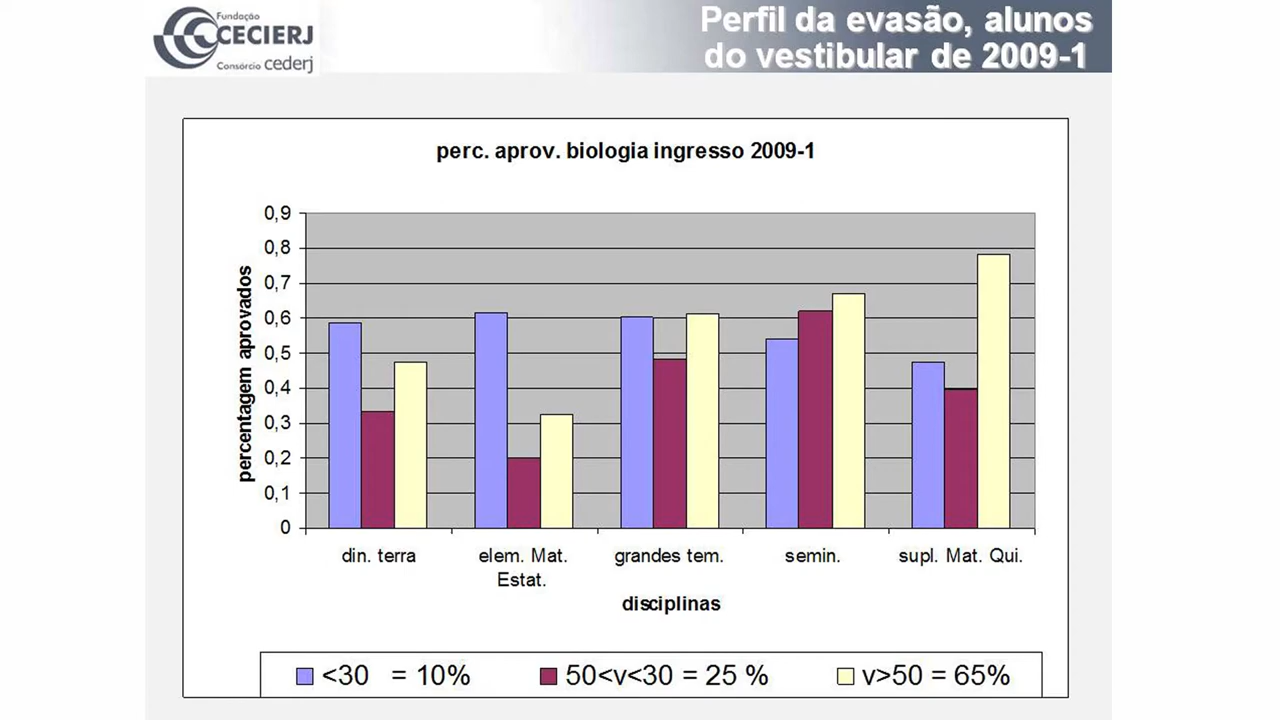 Fundação
CECIERJ
Consórcio cederj
Perfil da evasão, alunos
do vestibular de 2009-1
perc. aprov. biologia ingresso 2009-1
percentagem aprovados
0,9
0,8
0,7
0,6
0,5
0,4
0,3
0,2
0,1
0
din. terra
elem. Mat.
Estat.
grandes tem.
semin.
supl. Mat. Qui.
disciplinas
<30 = 10%
50<v<30 = 25 %
v>50 = 65%